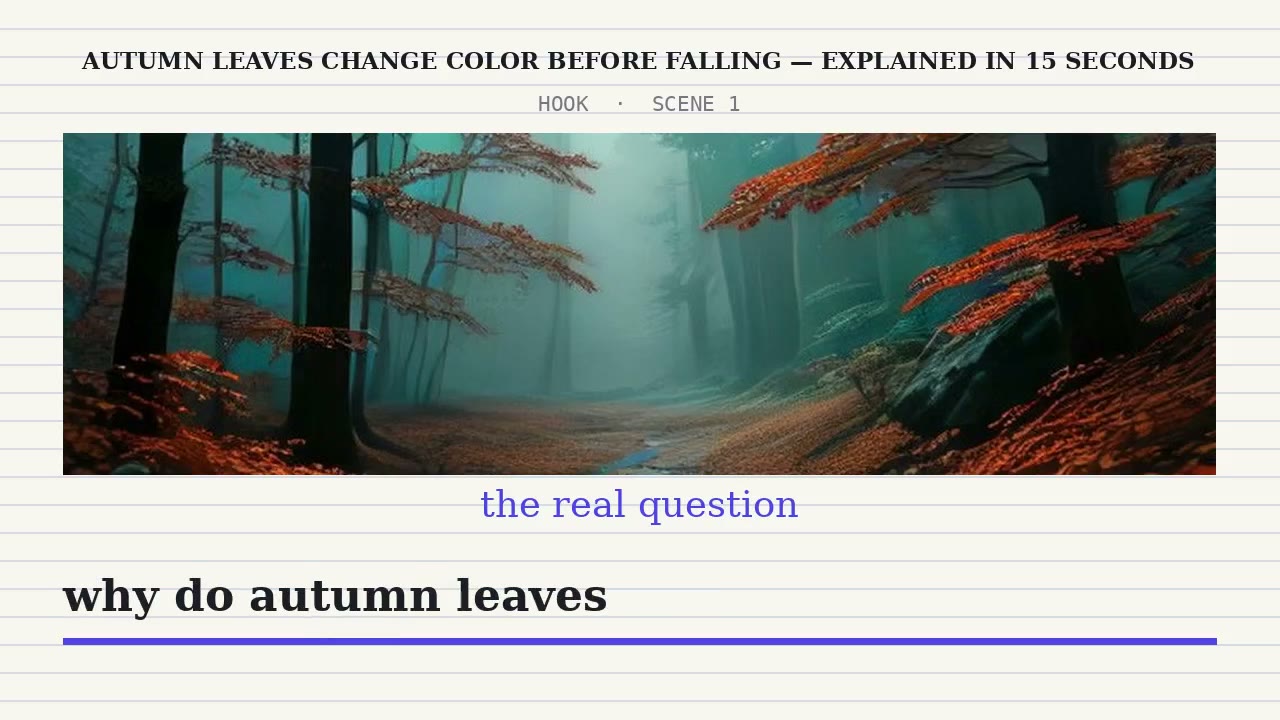 AUTUMN LEAVES CHANGE COLOR BEFORE FALLING — EXPLAINED IN 15 SECONDS
HOOK · SCENE 1
the real question
why do autumn leaves